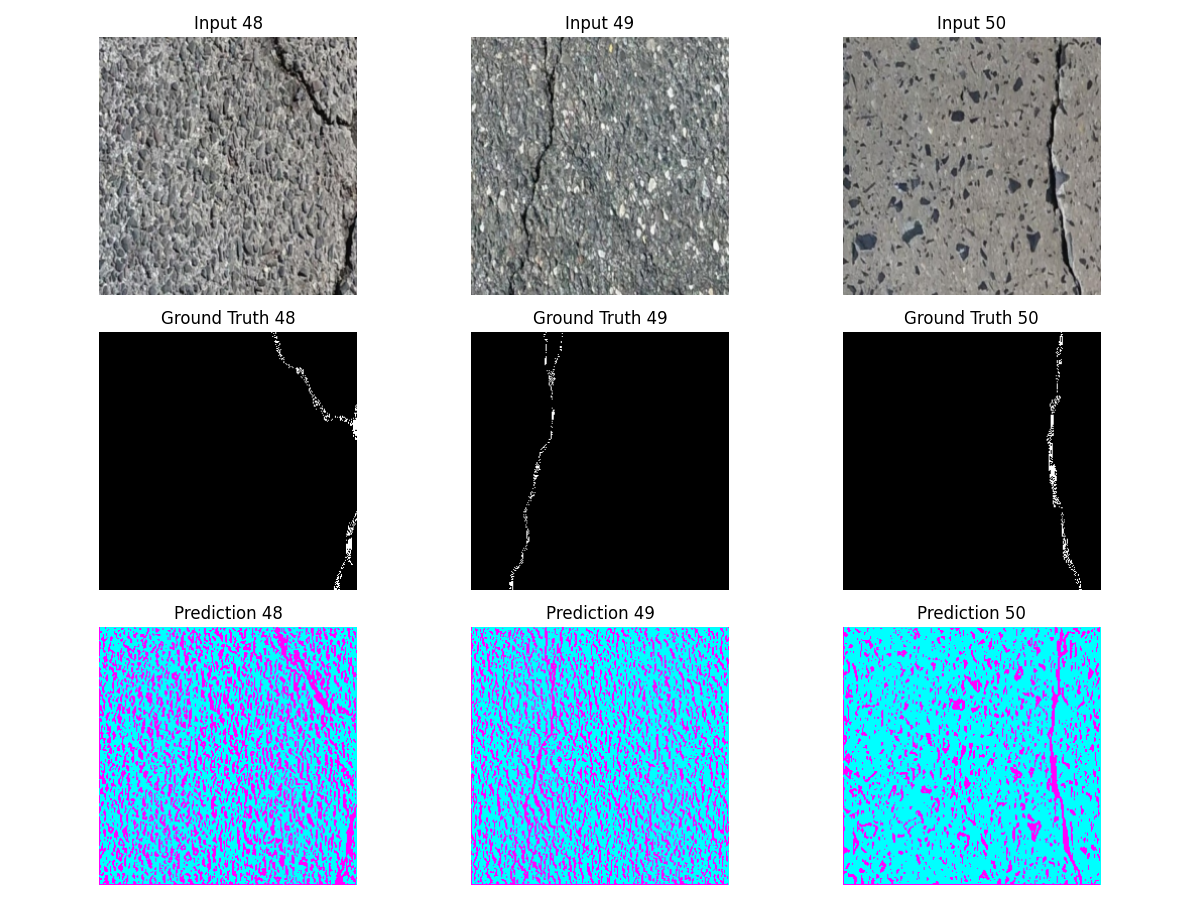 Input 48
Input 49
Input 50
Ground Truth 48
Ground Truth 49
Ground Truth 50
Prediction 48
Prediction 49
Prediction 50